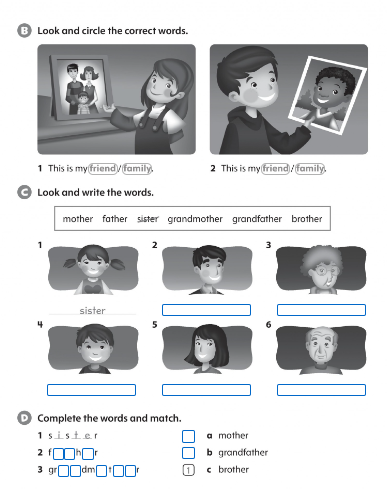 B Look and circle the correct words.
1 This is my friend / family.
2 This is my friend / family.
C Look and write the words.
mother father sister grandmother grandfather brother
1
2
3
sister
4
5
6
D Complete the words and match.
1 s i s t e r
a mother
2 f h r
b grandfather
3 gr dm t r
1 c brother